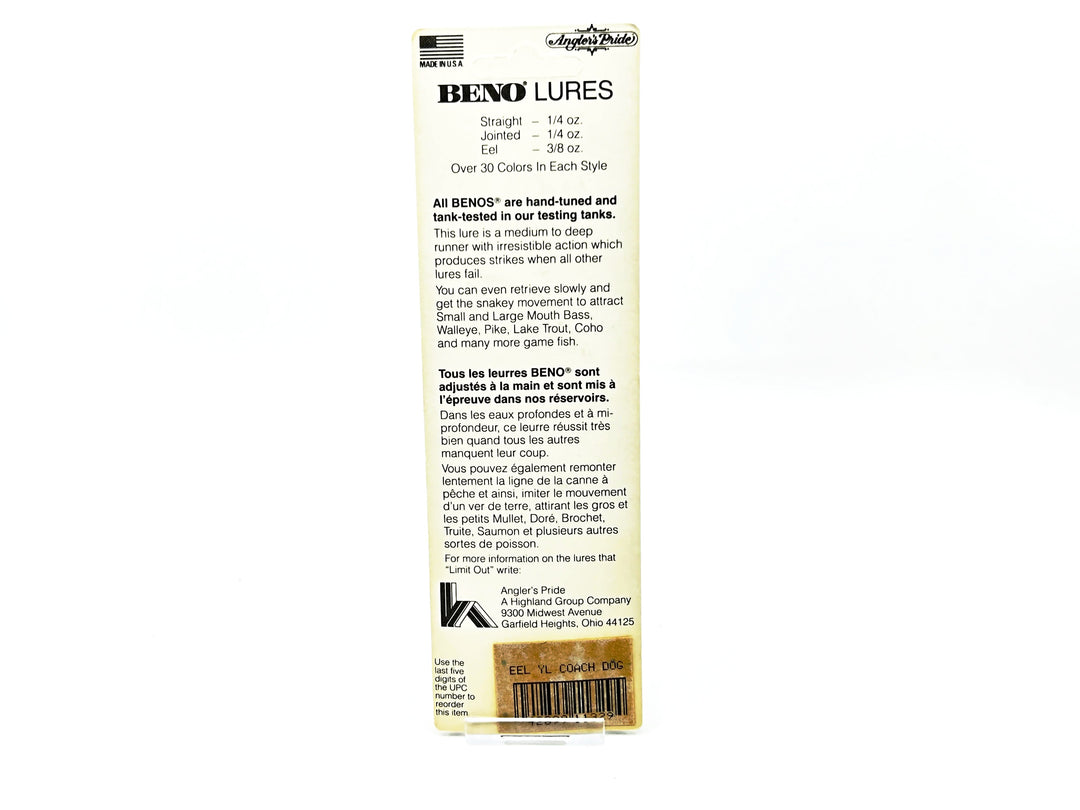 MADE IN USA
Angler's Pride
BENO® LURES
Straight – 1/4 oz.
Jointed – 1/4 oz.
Eel – 3/8 oz.
Over 30 Colors In Each Style
All BENOS® are hand-tuned and
tank-tested in our testing tanks.
This lure is a medium to deep
runner with irresistible action which
produces strikes when all other
lures fail.
You can even retrieve slowly and
get the snakey movement to attract
Small and Large Mouth Bass,
Walleye, Pike, Lake Trout, Coho
and many more game fish.
Tous les leurres BENO® sont
adjustés à la main et sont mis à
l'épreuve dans nos réservoirs.
Dans les eaux profondes et à mi-
profondeur, ce leurre réussit très
bien quand tous les autres
manquent leur coup.
Vous pouvez également remonter
lentement la ligne de la canne à
pêche et ainsi, imiter le mouvement
d'un ver de terre, attirant les gros et
les petits Mullet, Doré, Brochet,
Truite, Saumon et plusieurs autres
sortes de poisson.
For more information on the lures that
"Limit Out" write:
Angler's Pride
A Highland Group Company
9300 Midwest Avenue
Garfield Heights, Ohio 44125
Use the
last five
digits of
the UPC
number to
reorder
this item
EEL YL COACH DOG